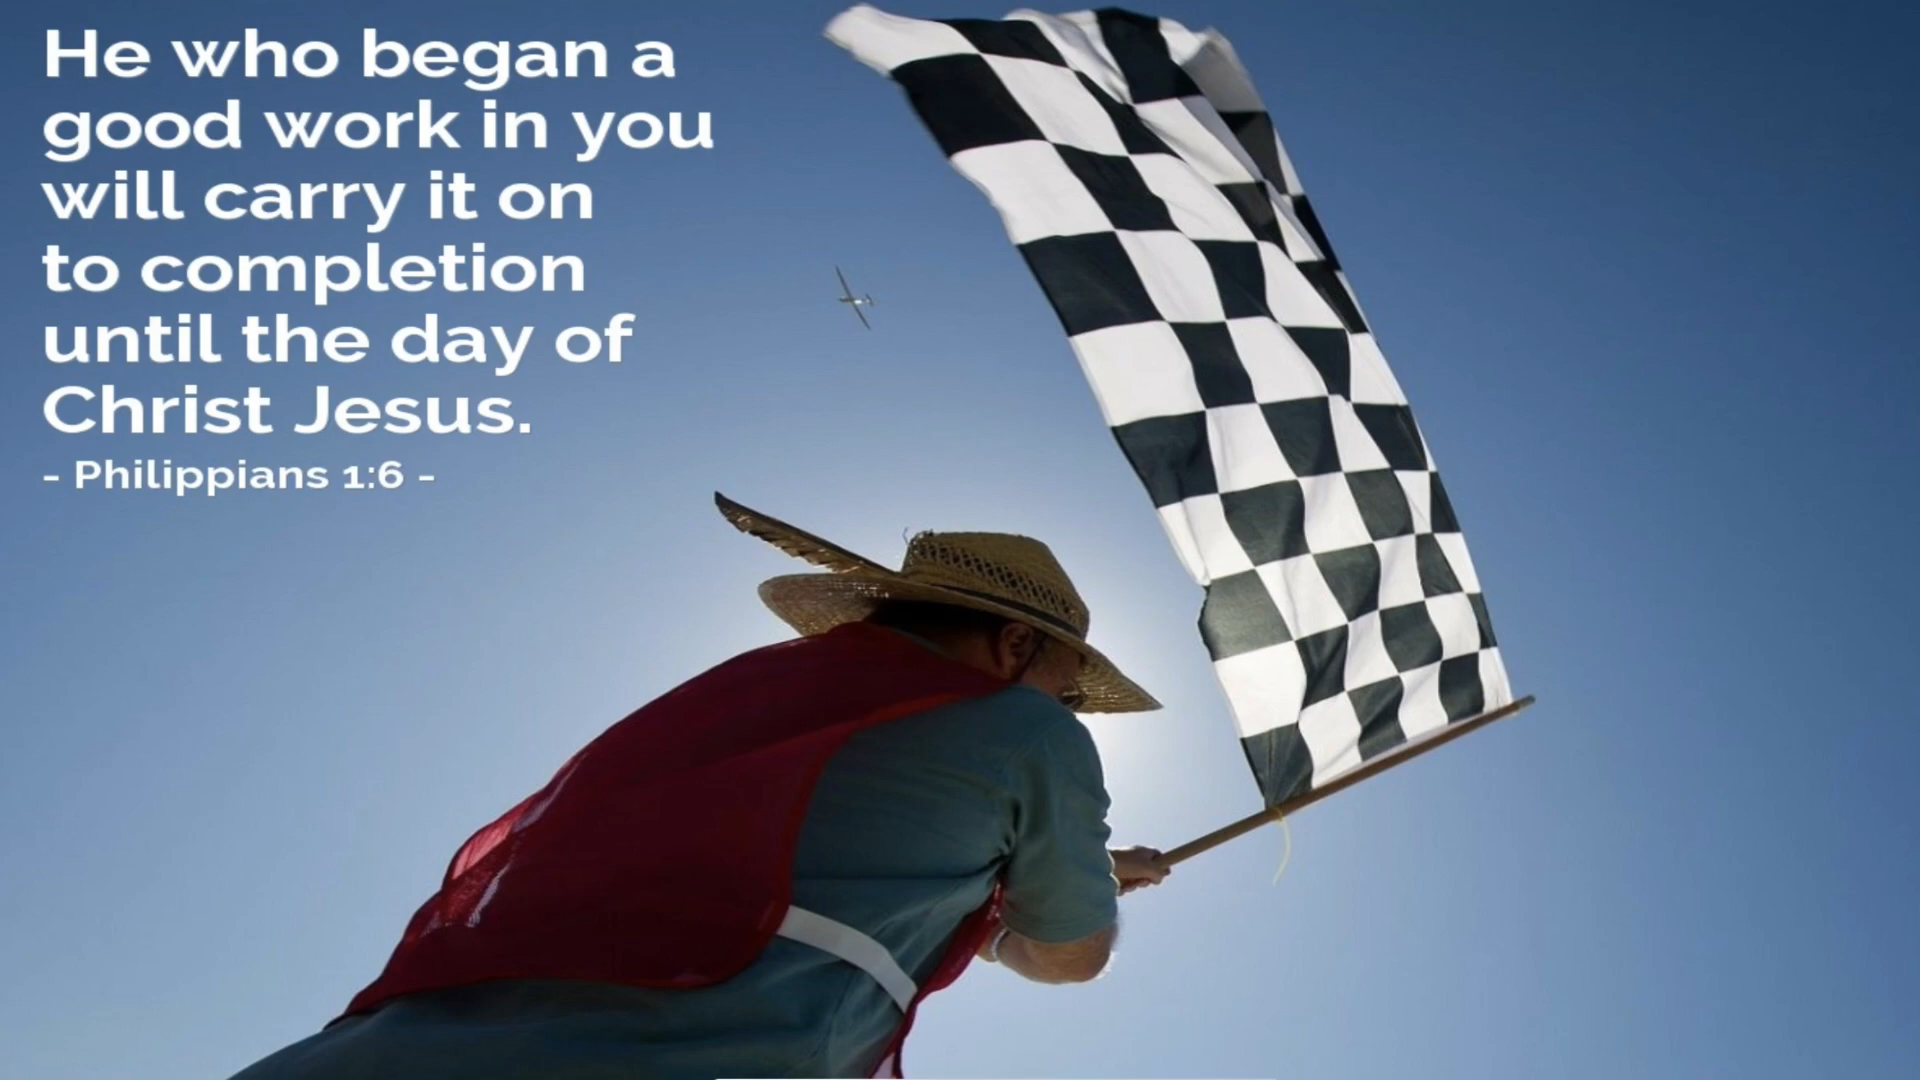 He who began a
good work in you
will carry it on
to completion
until the day of
Christ Jesus.
- Philippians 1:6 -